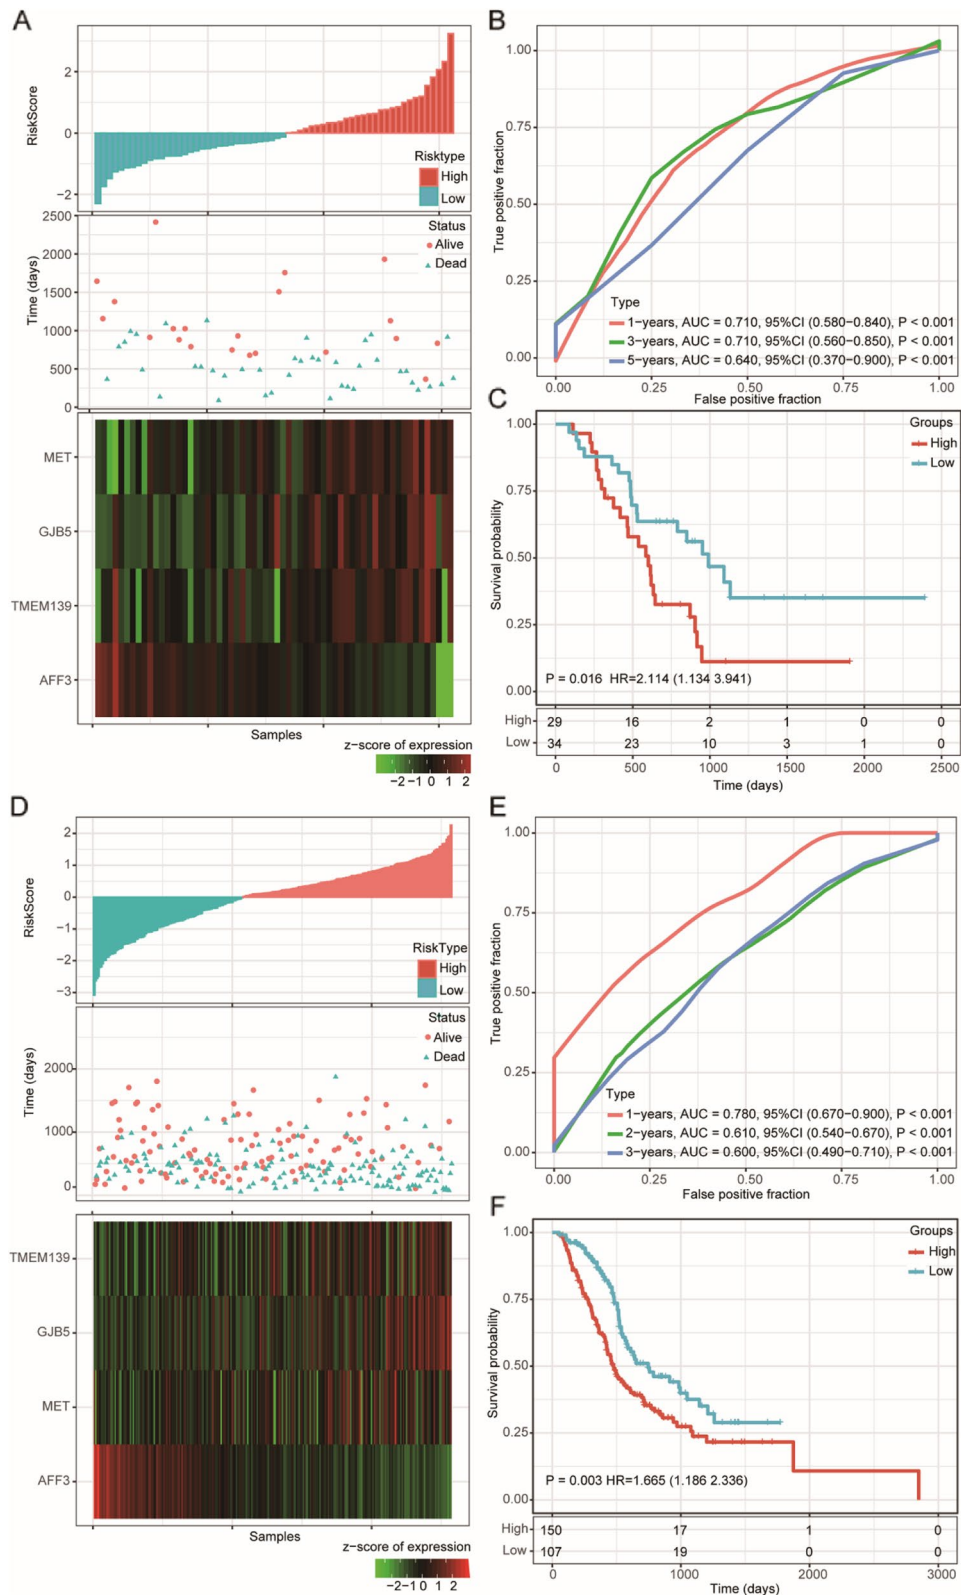 A
RiskScore
2
0
−2
Risktype
High
Low
Time (days)
2500
2000
1500
1000
500
0
Status
Alive
Dead
MET
GJB5
TMEM139
AFF3
Samples
z-score of expression
−2 −1 0 1 2
B
True positive fraction
1.00
0.75
0.50
0.25
0.00
Type
1-years, AUC = 0.710, 95%CI (0.580−0.840), P < 0.001
3-years, AUC = 0.710, 95%CI (0.560−0.850), P < 0.001
5-years, AUC = 0.640, 95%CI (0.370−0.900), P < 0.001
0.00 0.25 0.50 0.75 1.00
False positive fraction
C
Survival probability
1.00
0.75
0.50
0.25
0.00
Groups
High
Low
P = 0.016 HR=2.114 (1.134 3.941)
High 29 16 2 1 0 0
Low 34 23 10 3 1 0
0 500 1000 1500 2000 2500
Time (days)
D
RiskScore
2
1
0
−1
−2
−3
RiskType
High
Low
Time (days)
2000
1000
0
Status
Alive
Dead
TMEM139
GJB5
MET
AFF3
Samples
z-score of expression
−2−1 0 1 2
E
True positive fraction
1.00
0.75
0.50
0.25
0.00
Type
1-years, AUC = 0.780, 95%CI (0.670−0.900), P < 0.001
2-years, AUC = 0.610, 95%CI (0.540−0.670), P < 0.001
3-years, AUC = 0.600, 95%CI (0.490−0.710), P < 0.001
0.00 0.25 0.50 0.75 1.00
False positive fraction
F
Survival probability
1.00
0.75
0.50
0.25
0.00
Groups
High
Low
P = 0.003 HR=1.665 (1.186 2.336)
High 150 17 1 0
Low 107 19 0 0
0 1000 2000 3000
Time (days)